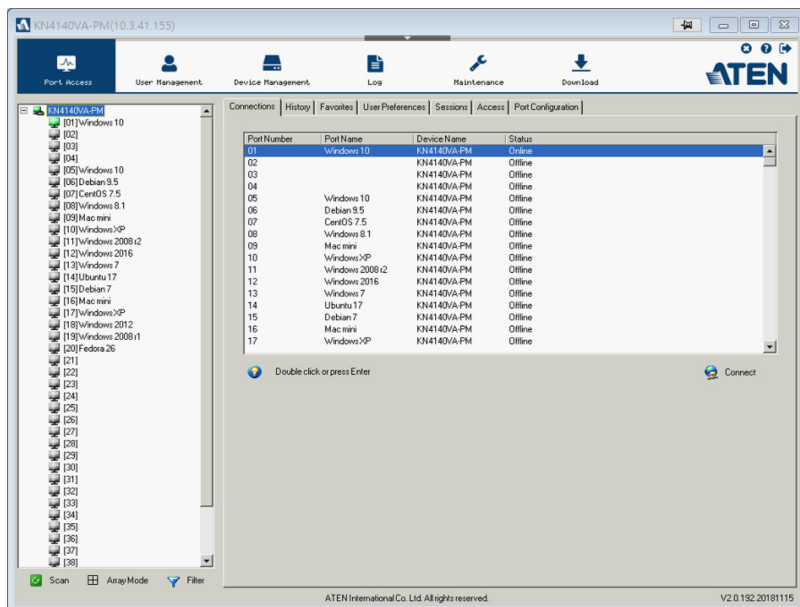 KN4140VA-PM(10.3.41.155)
Port Access User Management Device Management Log Maintenance Download
ATEN
KN4140VA-PM
[01]Windows 10
[02]
[03]
[04]
[05]Windows 10
[06]Debian 9.5
[07]CentOS 7.5
[08]Windows 8.1
[09]Mac mini
[10]WindowsXP
[11]Windows 2008 r2
[12]Windows 2016
[13]Windows 7
[14]Ubuntu 17
[15]Debian 7
[16]Mac mini
[17]WindowsXP
[18]Windows 2012
[19]Windows 2008 r1
[20]Fedora 26
[21]
[22]
[23]
[24]
[25]
[26]
[27]
[28]
[29]
[30]
[31]
[32]
[33]
[34]
[35]
[36]
[37]
[38]
Scan Array Mode Filter
Connections History Favorites User Preferences Sessions Access Port Configuration
Port Number Port Name Device Name Status
01 Windows 10 KN4140VA-PM Online
02 KN4140VA-PM Offline
03 KN4140VA-PM Offline
04 KN4140VA-PM Offline
05 Windows 10 KN4140VA-PM Offline
06 Debian 9.5 KN4140VA-PM Offline
07 CentOS 7.5 KN4140VA-PM Offline
08 Windows 8.1 KN4140VA-PM Offline
09 Mac mini KN4140VA-PM Offline
10 WindowsXP KN4140VA-PM Offline
11 Windows 2008 r2 KN4140VA-PM Offline
12 Windows 2016 KN4140VA-PM Offline
13 Windows 7 KN4140VA-PM Offline
14 Ubuntu 17 KN4140VA-PM Offline
15 Debian 7 KN4140VA-PM Offline
16 Mac mini KN4140VA-PM Offline
17 WindowsXP KN4140VA-PM Offline
Double click or press Enter
Connect
ATEN International Co. Ltd. All rights reserved.
V2.0.192.20181115